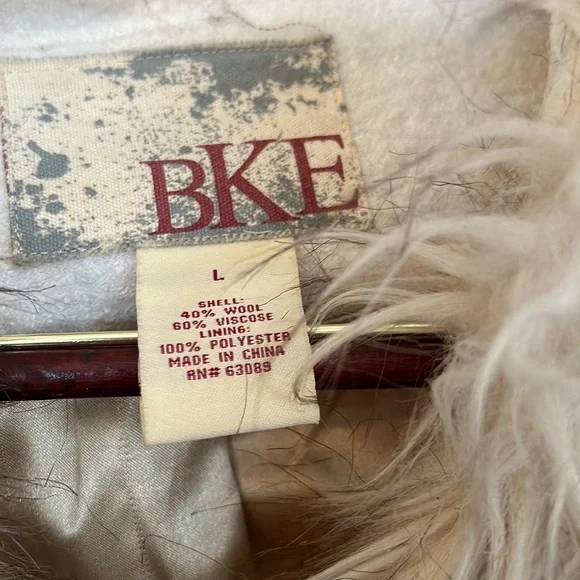 BKE
L
SHELL:
40% WOOL
60% VISCOSE
LINING:
100% POLYESTER
MADE IN CHINA
RN# 63089